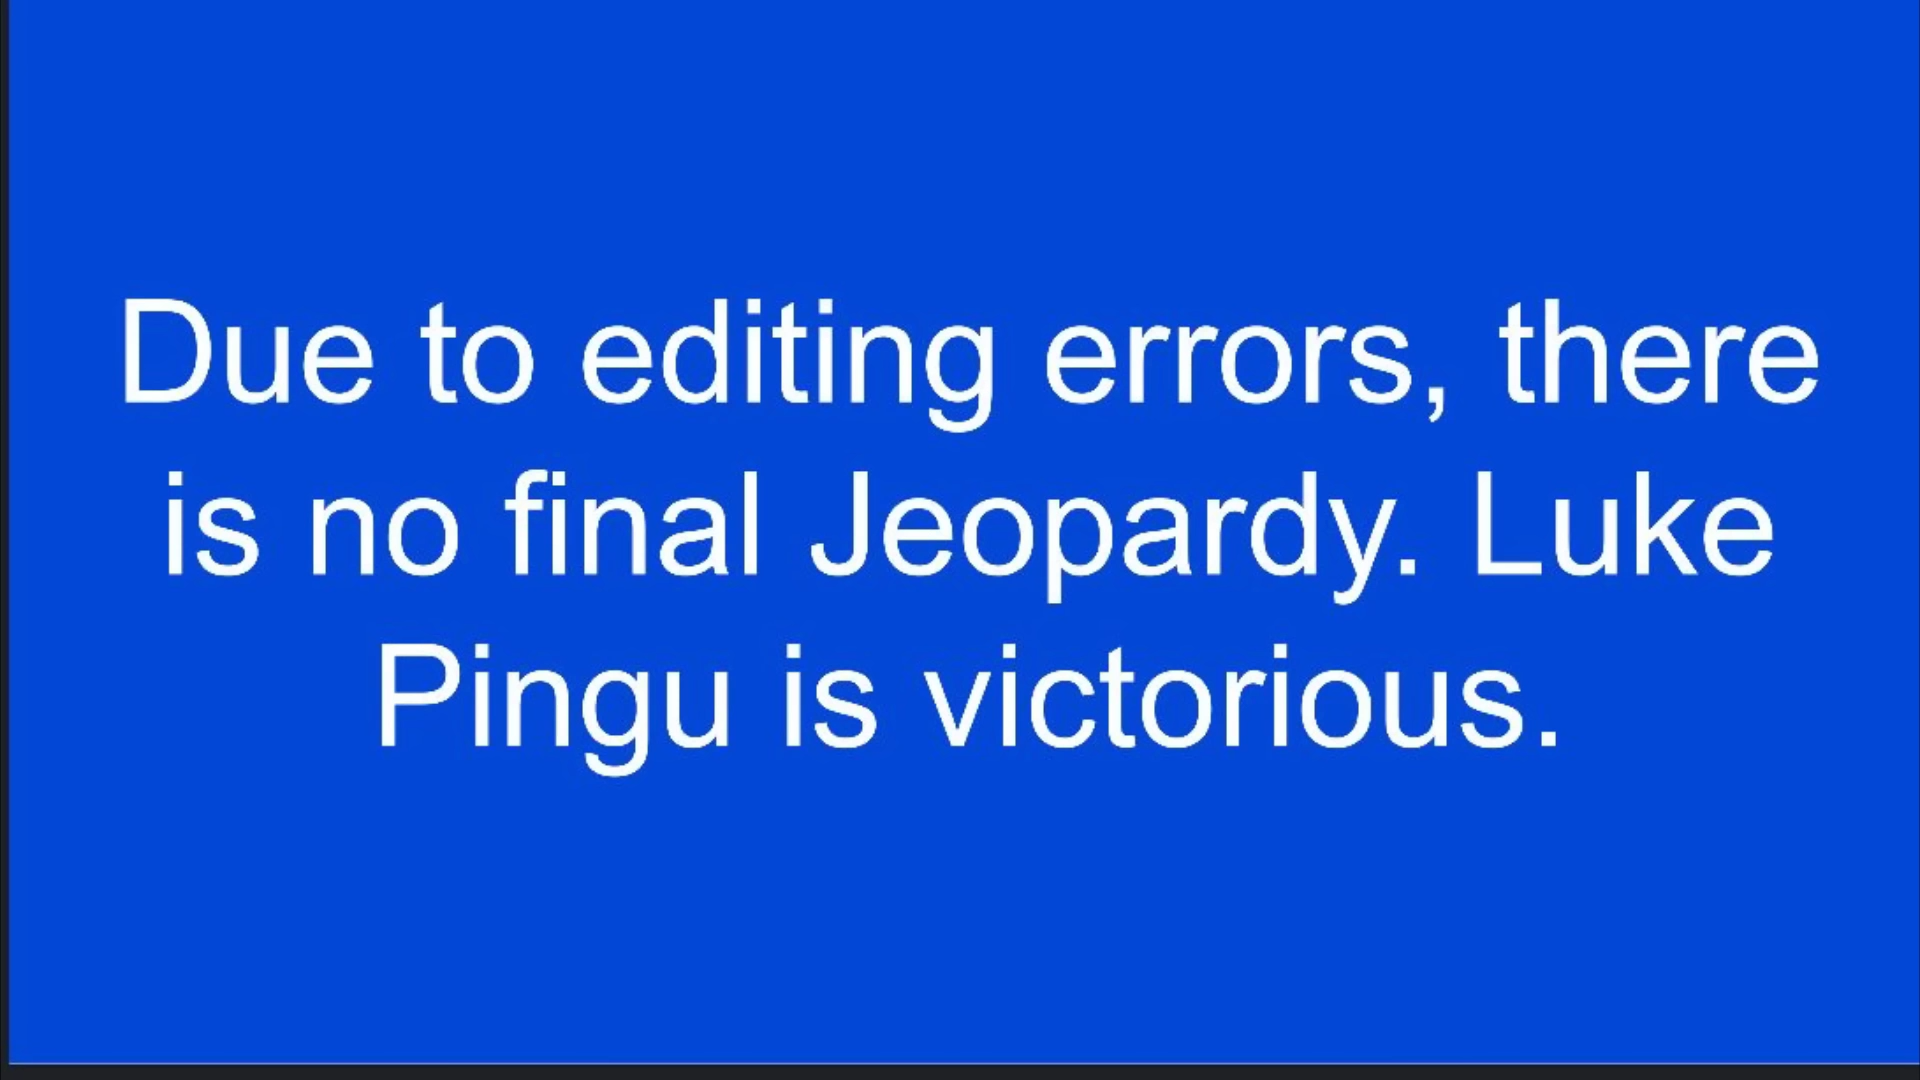 Due to editing errors, there
is no final Jeopardy. Luke
Pingu is victorious.